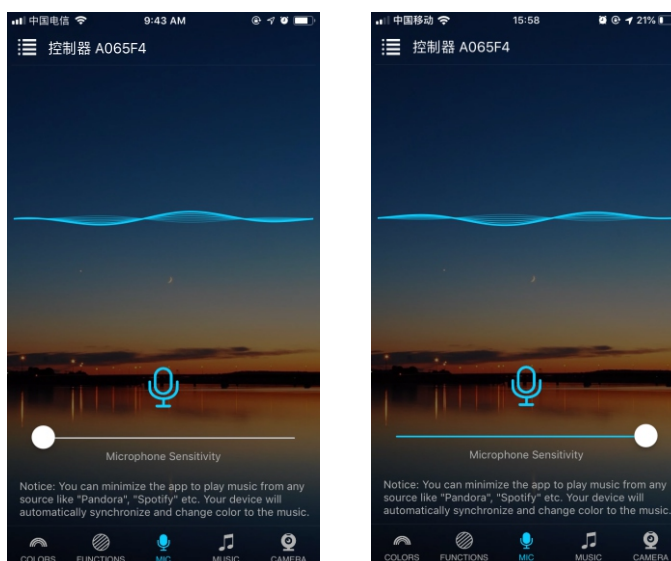 中国电信
9:43 AM
控制器 A065F4
Microphone Sensitivity
Notice: You can minimize the app to play music from any
source like "Pandora", "Spotify" etc. Your device will
automatically synchronize and change color to the music.
COLORS
FUNCTIONS
MIC
MUSIC
CAMERA
中国移动
15:58
21%
控制器 A065F4
Microphone Sensitivity
Notice: You can minimize the app to play music from any
source like "Pandora", "Spotify" etc. Your device will
automatically synchronize and change color to the music.
COLORS
FUNCTIONS
MIC
MUSIC
CAMERA